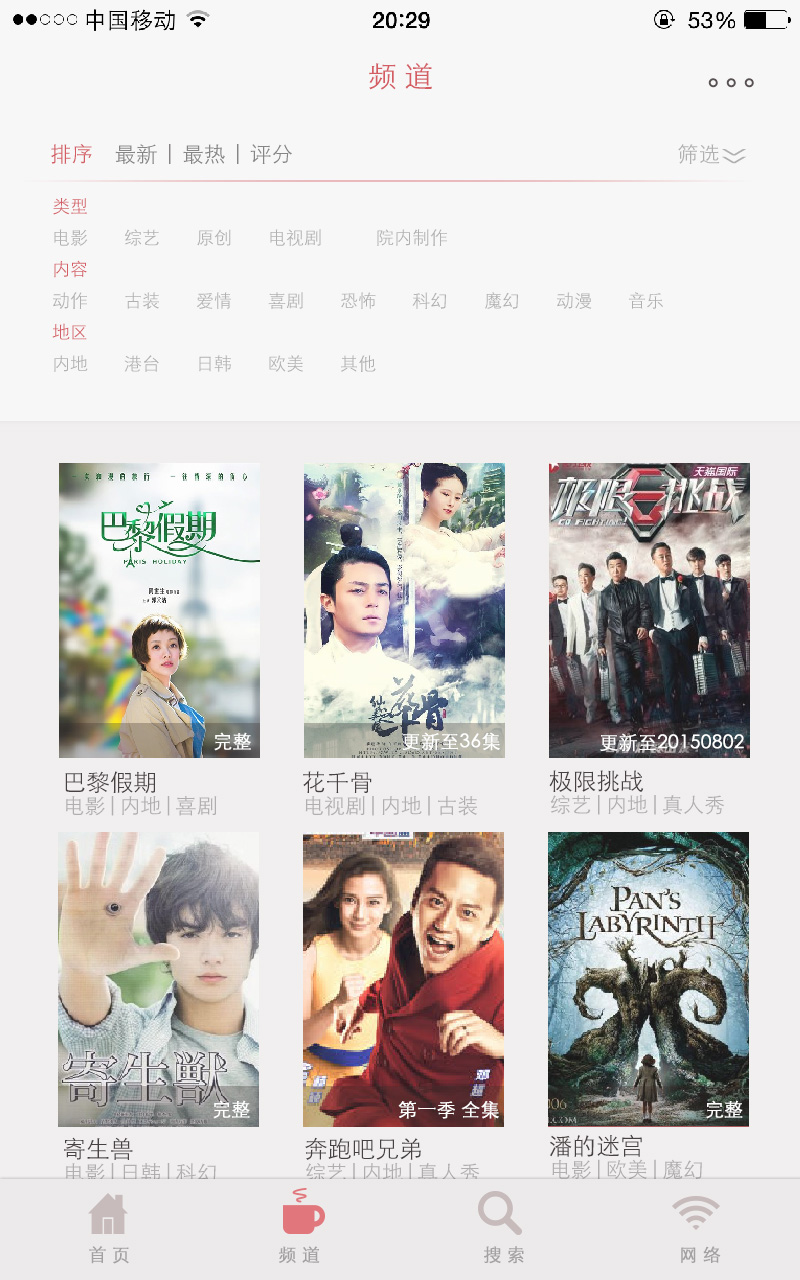 中国移动
20:29
53%
频道
排序 最新 | 最热 | 评分 筛选
类型
电影 综艺 原创 电视剧 院内制作
内容
动作 古装 爱情 喜剧 恐怖 科幻 魔幻 动漫 音乐
地区
内地 港台 日韩 欧美 其他
巴黎假期
PARIS HOLIDAY
完整
花千骨
更新至36集
天猫国际
极限挑战
GO FIGHTING!
更新至20150802
巴黎假期
电影|内地|喜剧
花千骨
电视剧|内地|古装
极限挑战
综艺|内地|真人秀
寄生獣
完整
邓超
第一季 全集
PAN'S
LABYRINTH
完整
寄生兽
电影|日韩|科幻
奔跑吧兄弟
综艺|内地|真人秀
潘的迷宫
电影|欧美|魔幻
首页
频道
搜索
网络